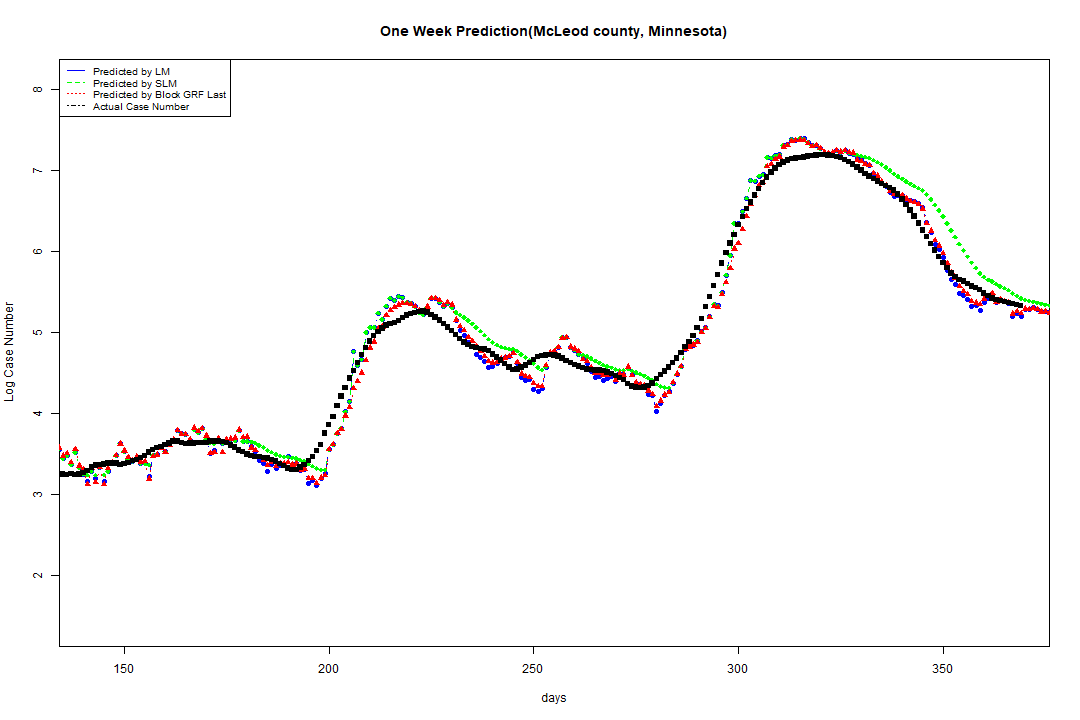 One Week Prediction(McLeod county, Minnesota)
Predicted by LM
Predicted by SLM
Predicted by Block GRF Last
Actual Case Number
8
7
6
5
4
3
2
Log Case Number
150 200 250 300 350
days